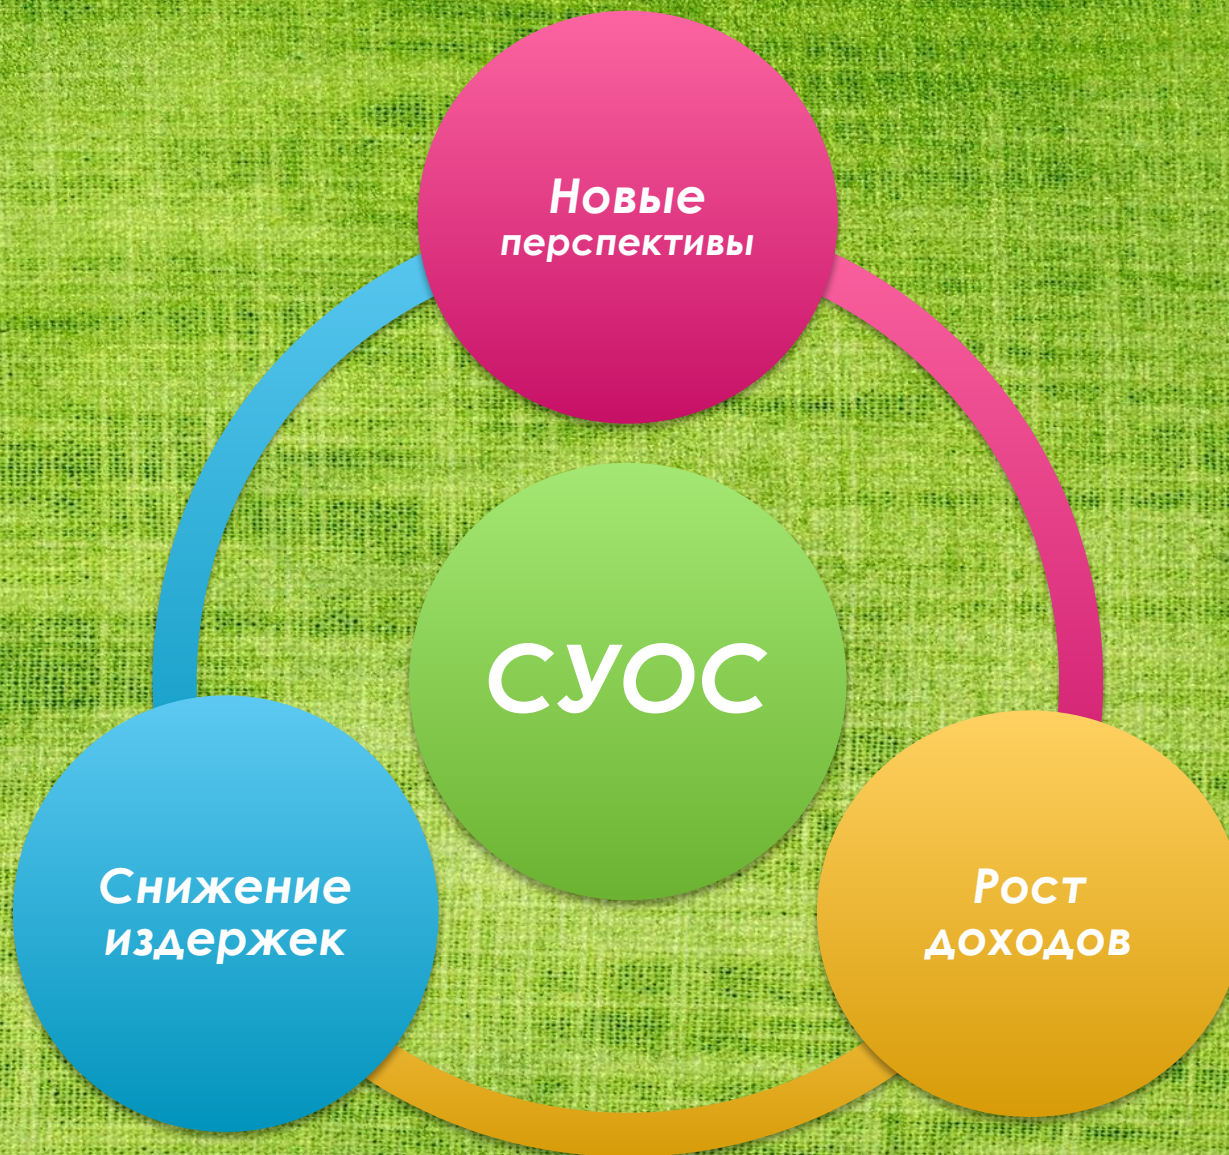 Новые
перспективы
СУОС
Снижение
издержек
Рост
доходов